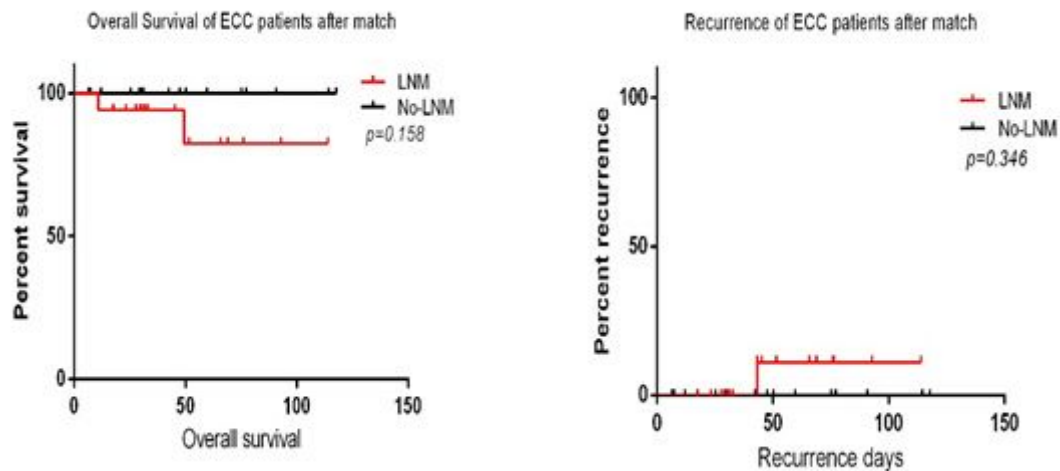 Overall Survival of ECC patients after match
LNM
No-LNM
p=0.158
Percent survival
100
50
0
0 50 100 150
Overall survival
Recurrence of ECC patients after match
LNM
No-LNM
p=0.346
Percent recurrence
100
50
0
0 50 100 150
Recurrence days